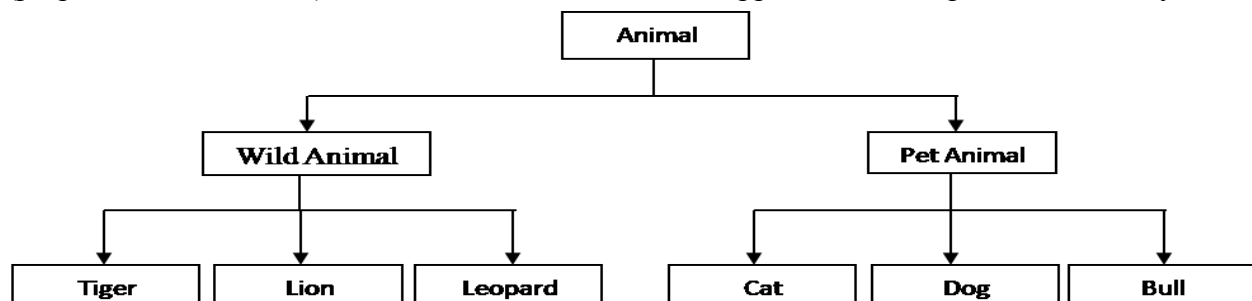 Animal
Wild Animal
Pet Animal
Tiger
Lion
Leopard
Cat
Dog
Bull